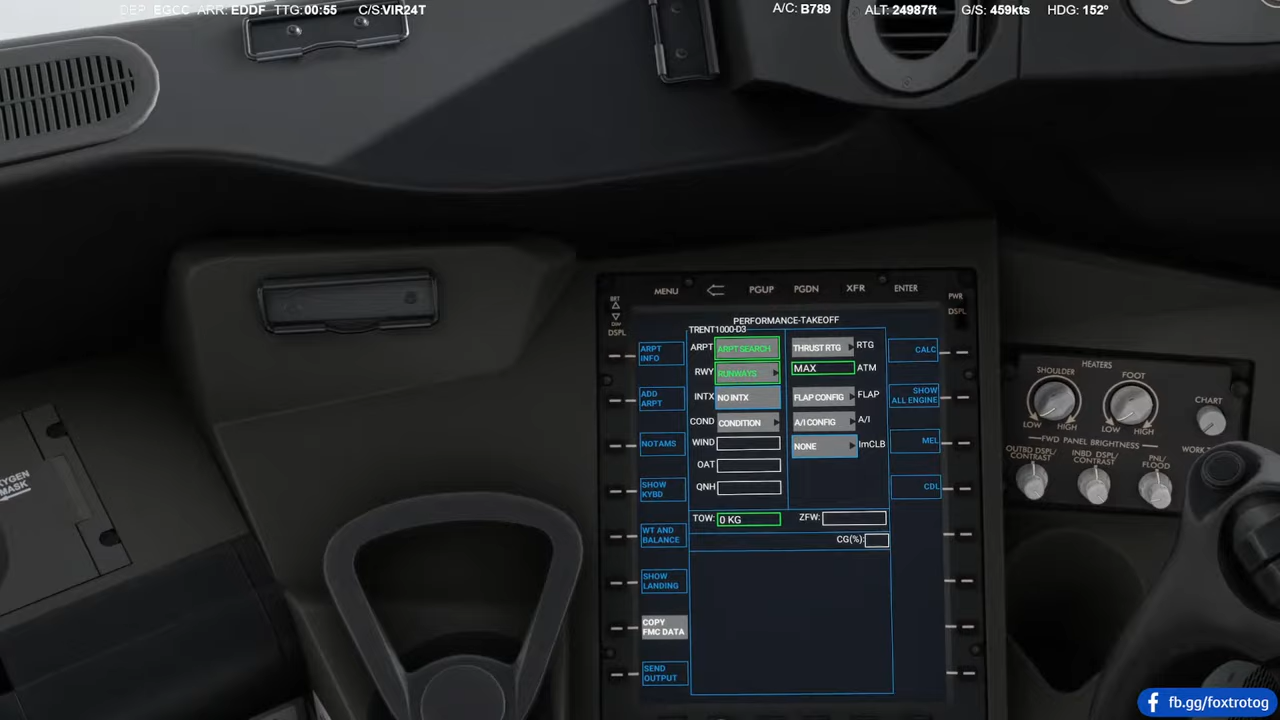 DEP: EGCC ARR: EDDF TTG: 00:55 C/S: VIR24T
A/C: B789 ALT: 24987ft G/S: 459kts HDG: 152°
MENU PGUP PGDN XFR ENTER
BRT
DIM
DSPL
PWR
DSPL
PERFORMANCE-TAKEOFF
TRENT1000-D3
ARPT INFO
ADD ARPT
NOTAMS
SHOW KYBD
WT AND BALANCE
SHOW LANDING
COPY FMC DATA
SEND OUTPUT
ARPT ARPT SEARCH
RWY RUNWAYS
INTX NO INTX
COND CONDITION
WIND
OAT
QNH
THRUST RTG RTG
MAX ATM
FLAP CONFIG FLAP
A/I CONFIG A/I
NONE ImCLB
TOW: 0 KG ZFW:
CG(%):
CALC
SHOW ALL ENGINE
MEL
CDL
HEATERS
SHOULDER FOOT
LOW HIGH LOW HIGH
FWD PANEL BRIGHTNESS
OUTBD DSPL/ CONTRAST
INBD DSPL/ CONTRAST
PNL/ FLOOD
CHART
MASK
fb.gg/foxtrotog